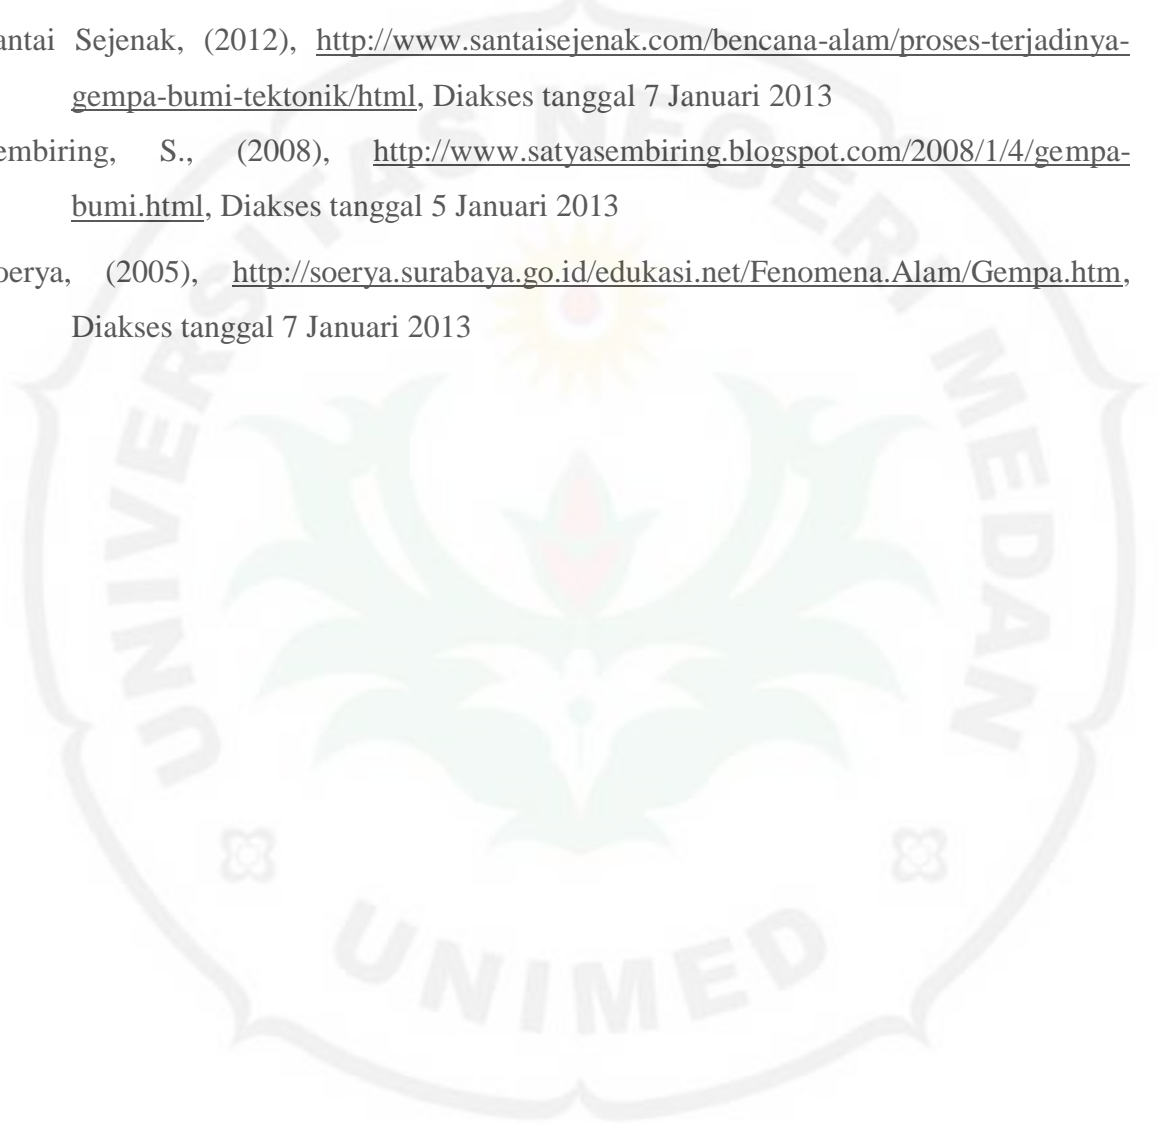 antai Sejenak, (2012), http://www.santaisejenak.com/bencana-alam/proses-terjadinya-
gempa-bumi-tektonik/html, Diakses tanggal 7 Januari 2013
embiring, S., (2008), http://www.satyasembiring.blogspot.com/2008/1/4/gempa-
bumi.html, Diakses tanggal 5 Januari 2013
oerya, (2005), http://soerya.surabaya.go.id/edukasi.net/Fenomena.Alam/Gempa.htm,
Diakses tanggal 7 Januari 2013
UNIVERSITAS NEGERI MEDAN
UNIMED